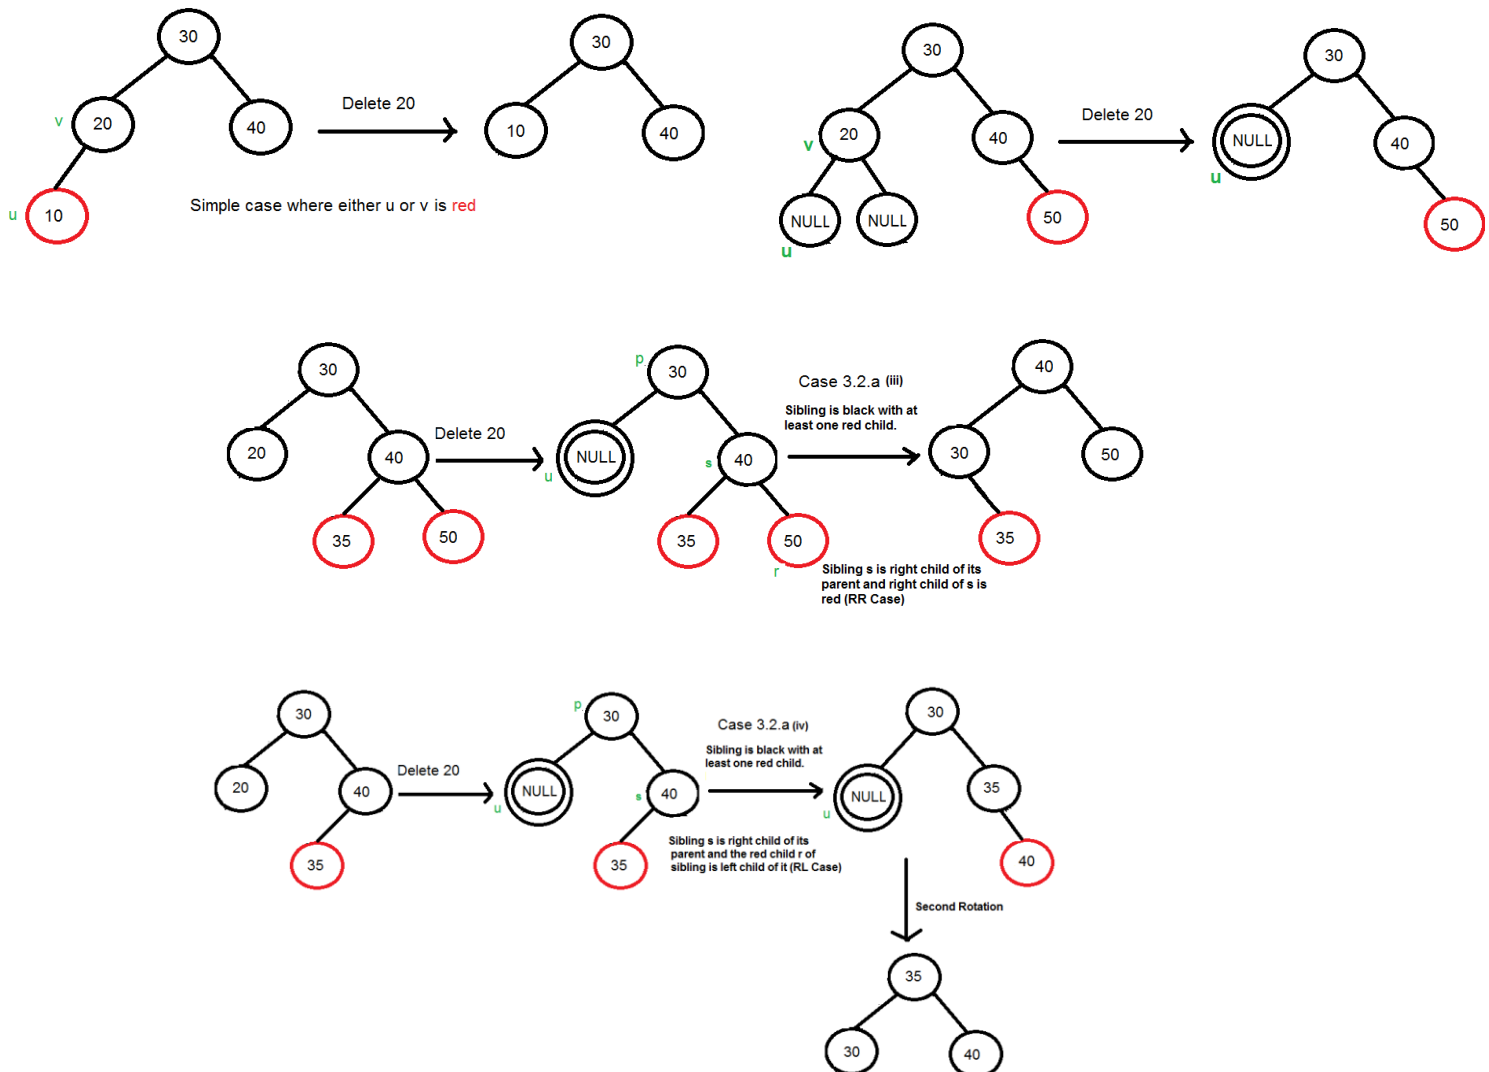 30
20
40
10
v
u
Delete 20
30
10
40
Simple case where either u or v is red
30
20
40
NULL
NULL
50
v
u
Delete 20
30
NULL
40
50
u
30
20
40
35
50
Delete 20
p
30
NULL
u
s
40
35
50
r
Case 3.2.a (iii)
Sibling is black with at
least one red child.
Sibling s is right child of its
parent and right child of s is
red (RR Case)
40
30
50
35
30
20
40
35
Delete 20
p
30
NULL
u
s
40
35
Case 3.2.a (iv)
Sibling is black with at
least one red child.
Sibling s is right child of its
parent and the red child r of
sibling is left child of it (RL Case)
30
NULL
u
35
40
Second Rotation
35
30
40